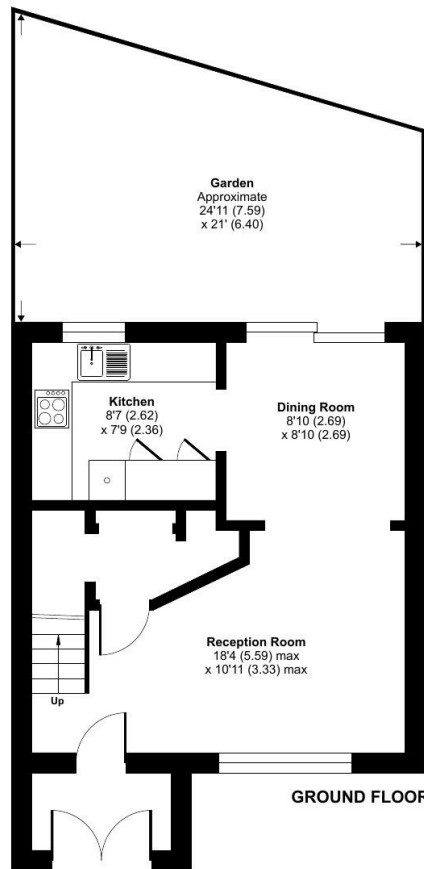 Garden
Approximate
24'11 (7.59)
x 21' (6.40)
Kitchen
8'7 (2.62)
x 7'9 (2.36)
Dining Room
8'10 (2.69)
x 8'10 (2.69)
Reception Room
18'4 (5.59) max
x 10'11 (3.33) max
Up
GROUND FLOOR